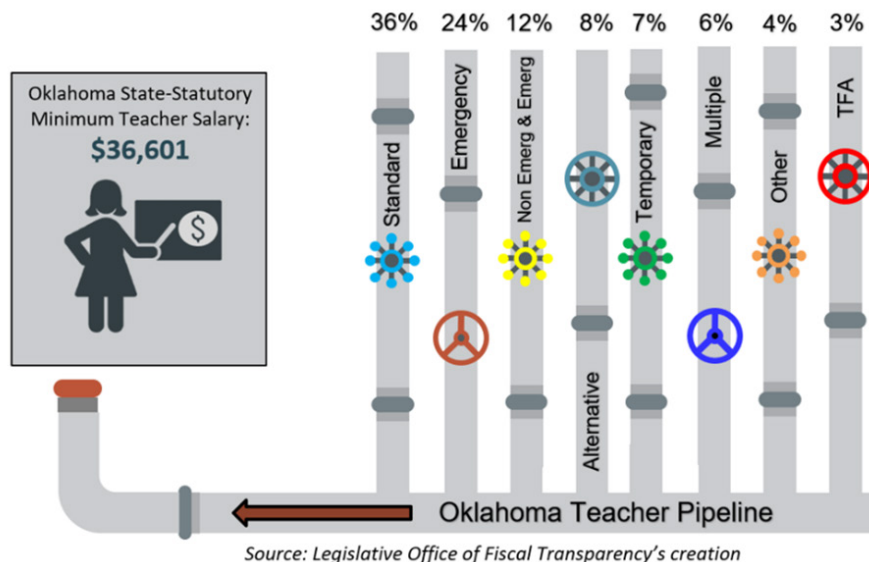 36% 24% 12% 8% 7% 6% 4% 3%
Oklahoma State-Statutory
Minimum Teacher Salary:
$36,601
$
Standard
Emergency
Non Emerg & Emerg
Alternative
Temporary
Multiple
Other
TFA
Oklahoma Teacher Pipeline
Source: Legislative Office of Fiscal Transparency's creation